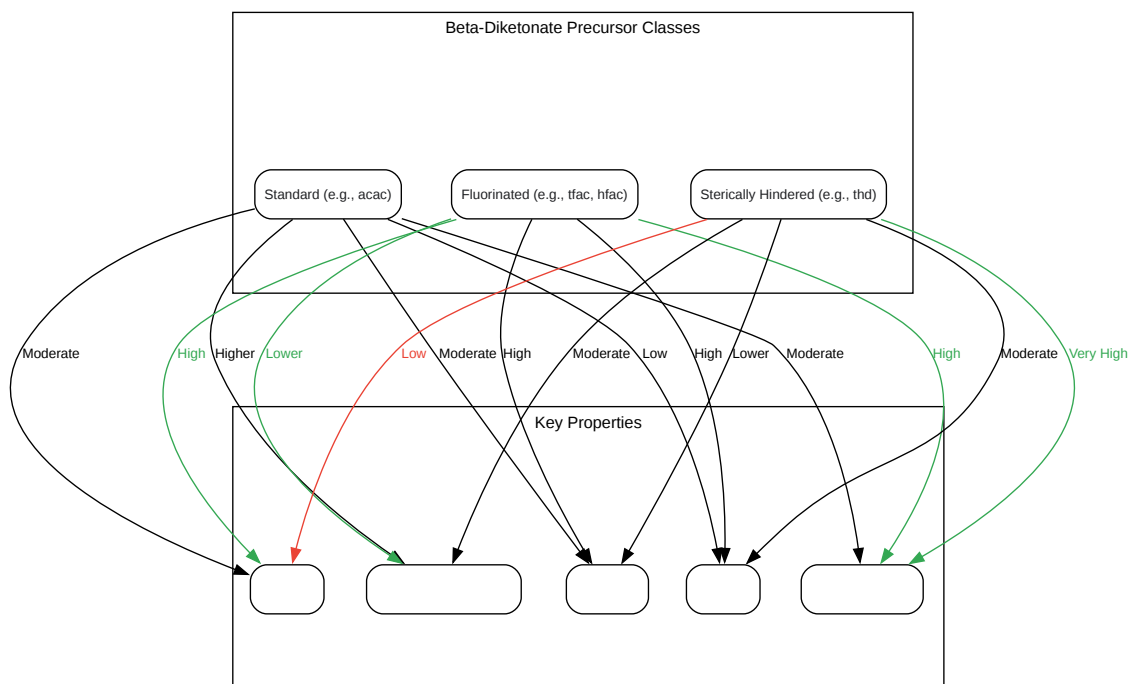 Beta-Diketonate Precursor Classes
Standard (e.g., acac)
Fluorinated (e.g., tfac, hfac)
Sterically Hindered (e.g., thd)
Moderate
High
Higher
Lower
Low
Moderate
High
Moderate
Low
High
Lower
Moderate
High
Moderate
Very High
Key Properties